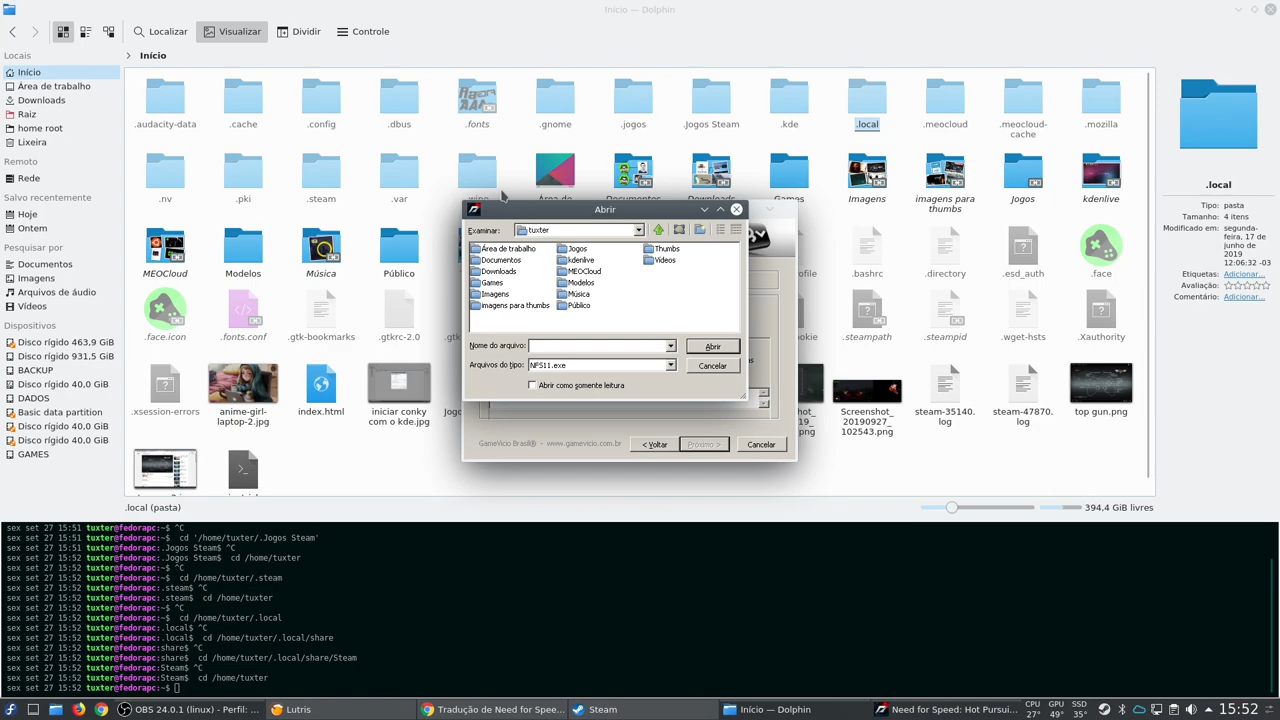 Início — Dolphin
Localizar
Visualizar
Dividir
Controle
Locais
Início
Área de trabalho
Downloads
Raiz
home root
Lixeira
Remoto
Rede
Salvo recentemente
Hoje
Ontem
Pesquisar por
Documentos
Imagens
Arquivos de áudio
Vídeos
Dispositivos
Disco rígido 463,9 GiB
Disco rígido 931,5 GiB
BACKUP
Disco rígido 40,0 GiB
DADOS
Basic data partition
Disco rígido 40,0 GiB
Disco rígido 40,0 GiB
GAMES
Início
.audacity-data
.cache
.config
.dbus
.fonts
.gnome
.jogos
.Jogos Steam
.kde
.local
.meocloud
.meocloud-cache
.mozilla
.nv
.pki
.steam
.var
.wine
Área de
Documentos
Downloads
Games
Imagens
imagens para thumbs
Jogos
kdenlive
MEOCloud
Modelos
Música
Público
.bashrc
.directory
.esd_auth
.face
.face.icon
.fonts.conf
.gtk-bookmarks
.gtkrc-2.0
.steampath
.steampid
.wget-hsts
.Xauthority
.xsession-errors
anime-girl-laptop-2.jpg
index.html
iniciar conky com o kde.jpg
Screenshot_20190927_102543.png
steam-35140.log
steam-47870.log
top gun.png
.local (pasta)
394,4 GiB livres
.local
Tipo: pasta
Tamanho: 4 itens
Modificado em: segunda-feira, 17 de junho de 2019 12:06:32 -03
Etiquetas: Adicionar...
Avaliação:
Comentário: Adicionar...
Abrir
Examinar: tuxter
Área de trabalho
Documentos
Downloads
Games
Imagens
imagens para thumbs
Jogos
kdenlive
MEOCloud
Modelos
Música
Público
Thumbs
Vídeos
Nome do arquivo:
Abrir
Arquivos do tipo: NFS11.exe
Cancelar
Abrir como somente leitura
GameVicio Brasil® - www.gamevicio.com.br
< Voltar
Próximo >
Cancelar
sex set 27 15:51 tuxter@fedorapc:~$ ^C
sex set 27 15:51 tuxter@fedorapc:~$ cd '/home/tuxter/.Jogos Steam'
sex set 27 15:51 tuxter@fedorapc:.Jogos Steam$ ^C
sex set 27 15:52 tuxter@fedorapc:.Jogos Steam$ cd /home/tuxter
sex set 27 15:52 tuxter@fedorapc:~$ ^C
sex set 27 15:52 tuxter@fedorapc:~$ cd /home/tuxter/.steam
sex set 27 15:52 tuxter@fedorapc:.steam$ ^C
sex set 27 15:52 tuxter@fedorapc:.steam$ cd /home/tuxter
sex set 27 15:52 tuxter@fedorapc:~$ ^C
sex set 27 15:52 tuxter@fedorapc:~$ cd /home/tuxter/.local
sex set 27 15:52 tuxter@fedorapc:.local$ ^C
sex set 27 15:52 tuxter@fedorapc:.local$ cd /home/tuxter/.local/share
sex set 27 15:52 tuxter@fedorapc:share$ ^C
sex set 27 15:52 tuxter@fedorapc:share$ cd /home/tuxter/.local/share/Steam
sex set 27 15:52 tuxter@fedorapc:Steam$ ^C
sex set 27 15:52 tuxter@fedorapc:Steam$ cd /home/tuxter
sex set 27 15:52 tuxter@fedorapc:~$
OBS 24.0.1 (linux) - Perfil: ...
Lutris
Tradução de Need for Spee...
Steam
Início — Dolphin
Need for Speed: Hot Pursui...
CPU 27°
GPU 49°
SSD 35°
15:52